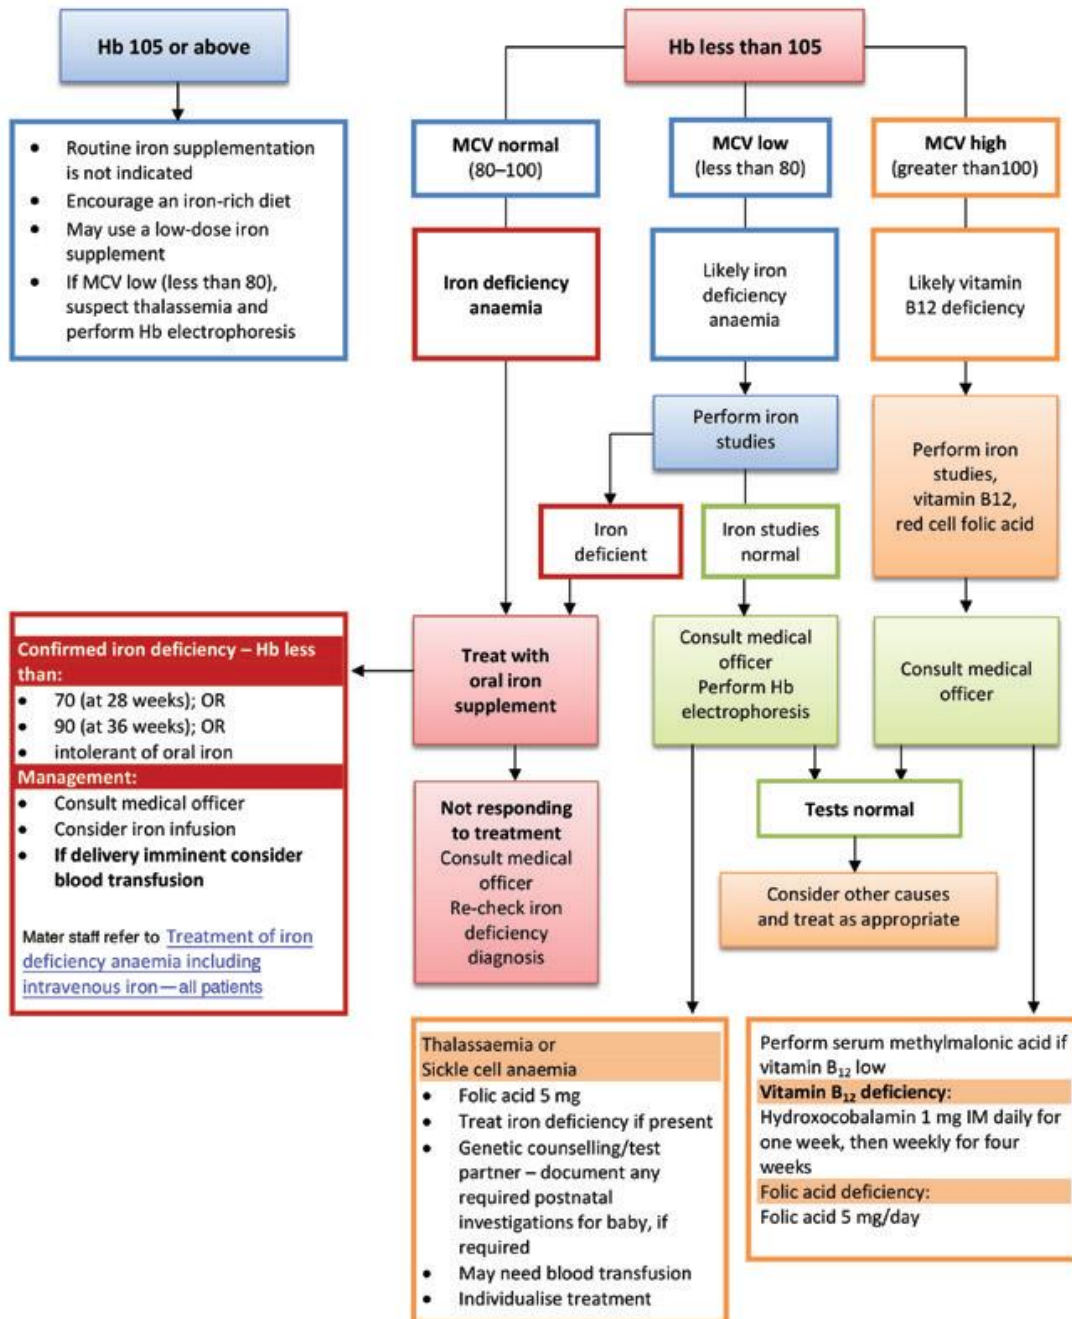 Hb 105 or above
• Routine iron supplementation
is not indicated
• Encourage an iron-rich diet
• May use a low-dose iron
supplement
• If MCV low (less than 80),
suspect thalassemia and
perform Hb electrophoresis
Hb less than 105
MCV normal
(80–100)
MCV low
(less than 80)
MCV high
(greater than100)
Iron deficiency
anaemia
Likely iron
deficiency
anaemia
Likely vitamin
B12 deficiency
Perform iron
studies
Perform iron
studies,
vitamin B12,
red cell folic acid
Iron
deficient
Iron studies
normal
Treat with
oral iron
supplement
Consult medical
officer
Perform Hb
electrophoresis
Consult medical
officer
Confirmed iron deficiency – Hb less
than:
• 70 (at 28 weeks); OR
• 90 (at 36 weeks); OR
• intolerant of oral iron
Management:
• Consult medical officer
• Consider iron infusion
• If delivery imminent consider
blood transfusion
Mater staff refer to Treatment of iron
deficiency anaemia including
intravenous iron—all patients
Not responding
to treatment
Consult medical
officer
Re-check iron
deficiency
diagnosis
Tests normal
Consider other causes
and treat as appropriate
Thalassaemia or
Sickle cell anaemia
• Folic acid 5 mg
• Treat iron deficiency if present
• Genetic counselling/test
partner – document any
required postnatal
investigations for baby, if
required
• May need blood transfusion
• Individualise treatment
Perform serum methylmalonic acid if
vitamin B₁₂ low
Vitamin B₁₂ deficiency:
Hydroxocobalamin 1 mg IM daily for
one week, then weekly for four
weeks
Folic acid deficiency:
Folic acid 5 mg/day